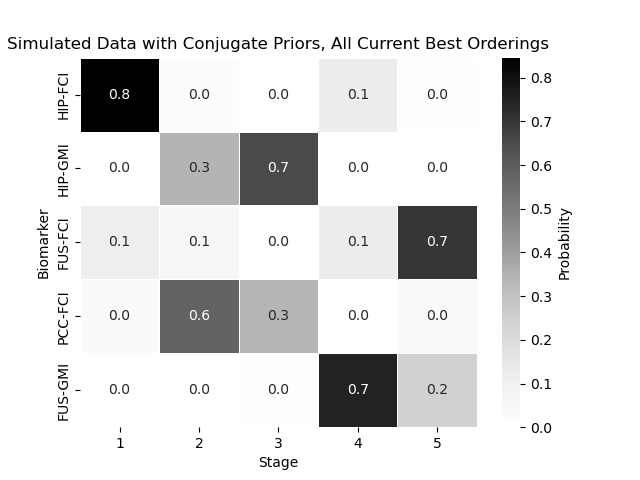 Simulated Data with Conjugate Priors, All Current Best Orderings
HIP-FCI 0.8 0.0 0.0 0.1 0.0
HIP-GMI 0.0 0.3 0.7 0.0 0.0
FUS-FCI 0.1 0.1 0.0 0.1 0.7
PCC-FCI 0.0 0.6 0.3 0.0 0.0
FUS-GMI 0.0 0.0 0.0 0.7 0.2
Biomarker
1 2 3 4 5
Stage
0.8
0.7
0.6
0.5
0.4
0.3
0.2
0.1
0.0
Probability